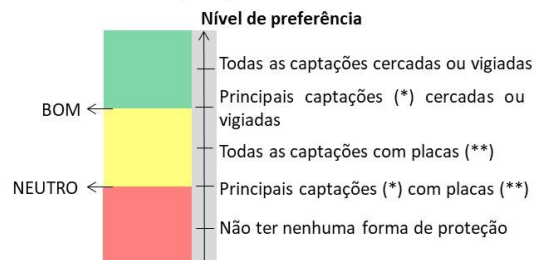 Nível de preferência
Todas as captações cercadas ou vigiadas
BOM
Principais captações (*) cercadas ou
vigiadas
Todas as captações com placas (**)
NEUTRO
Principais captações (*) com placas (**)
Não ter nenhuma forma de proteção